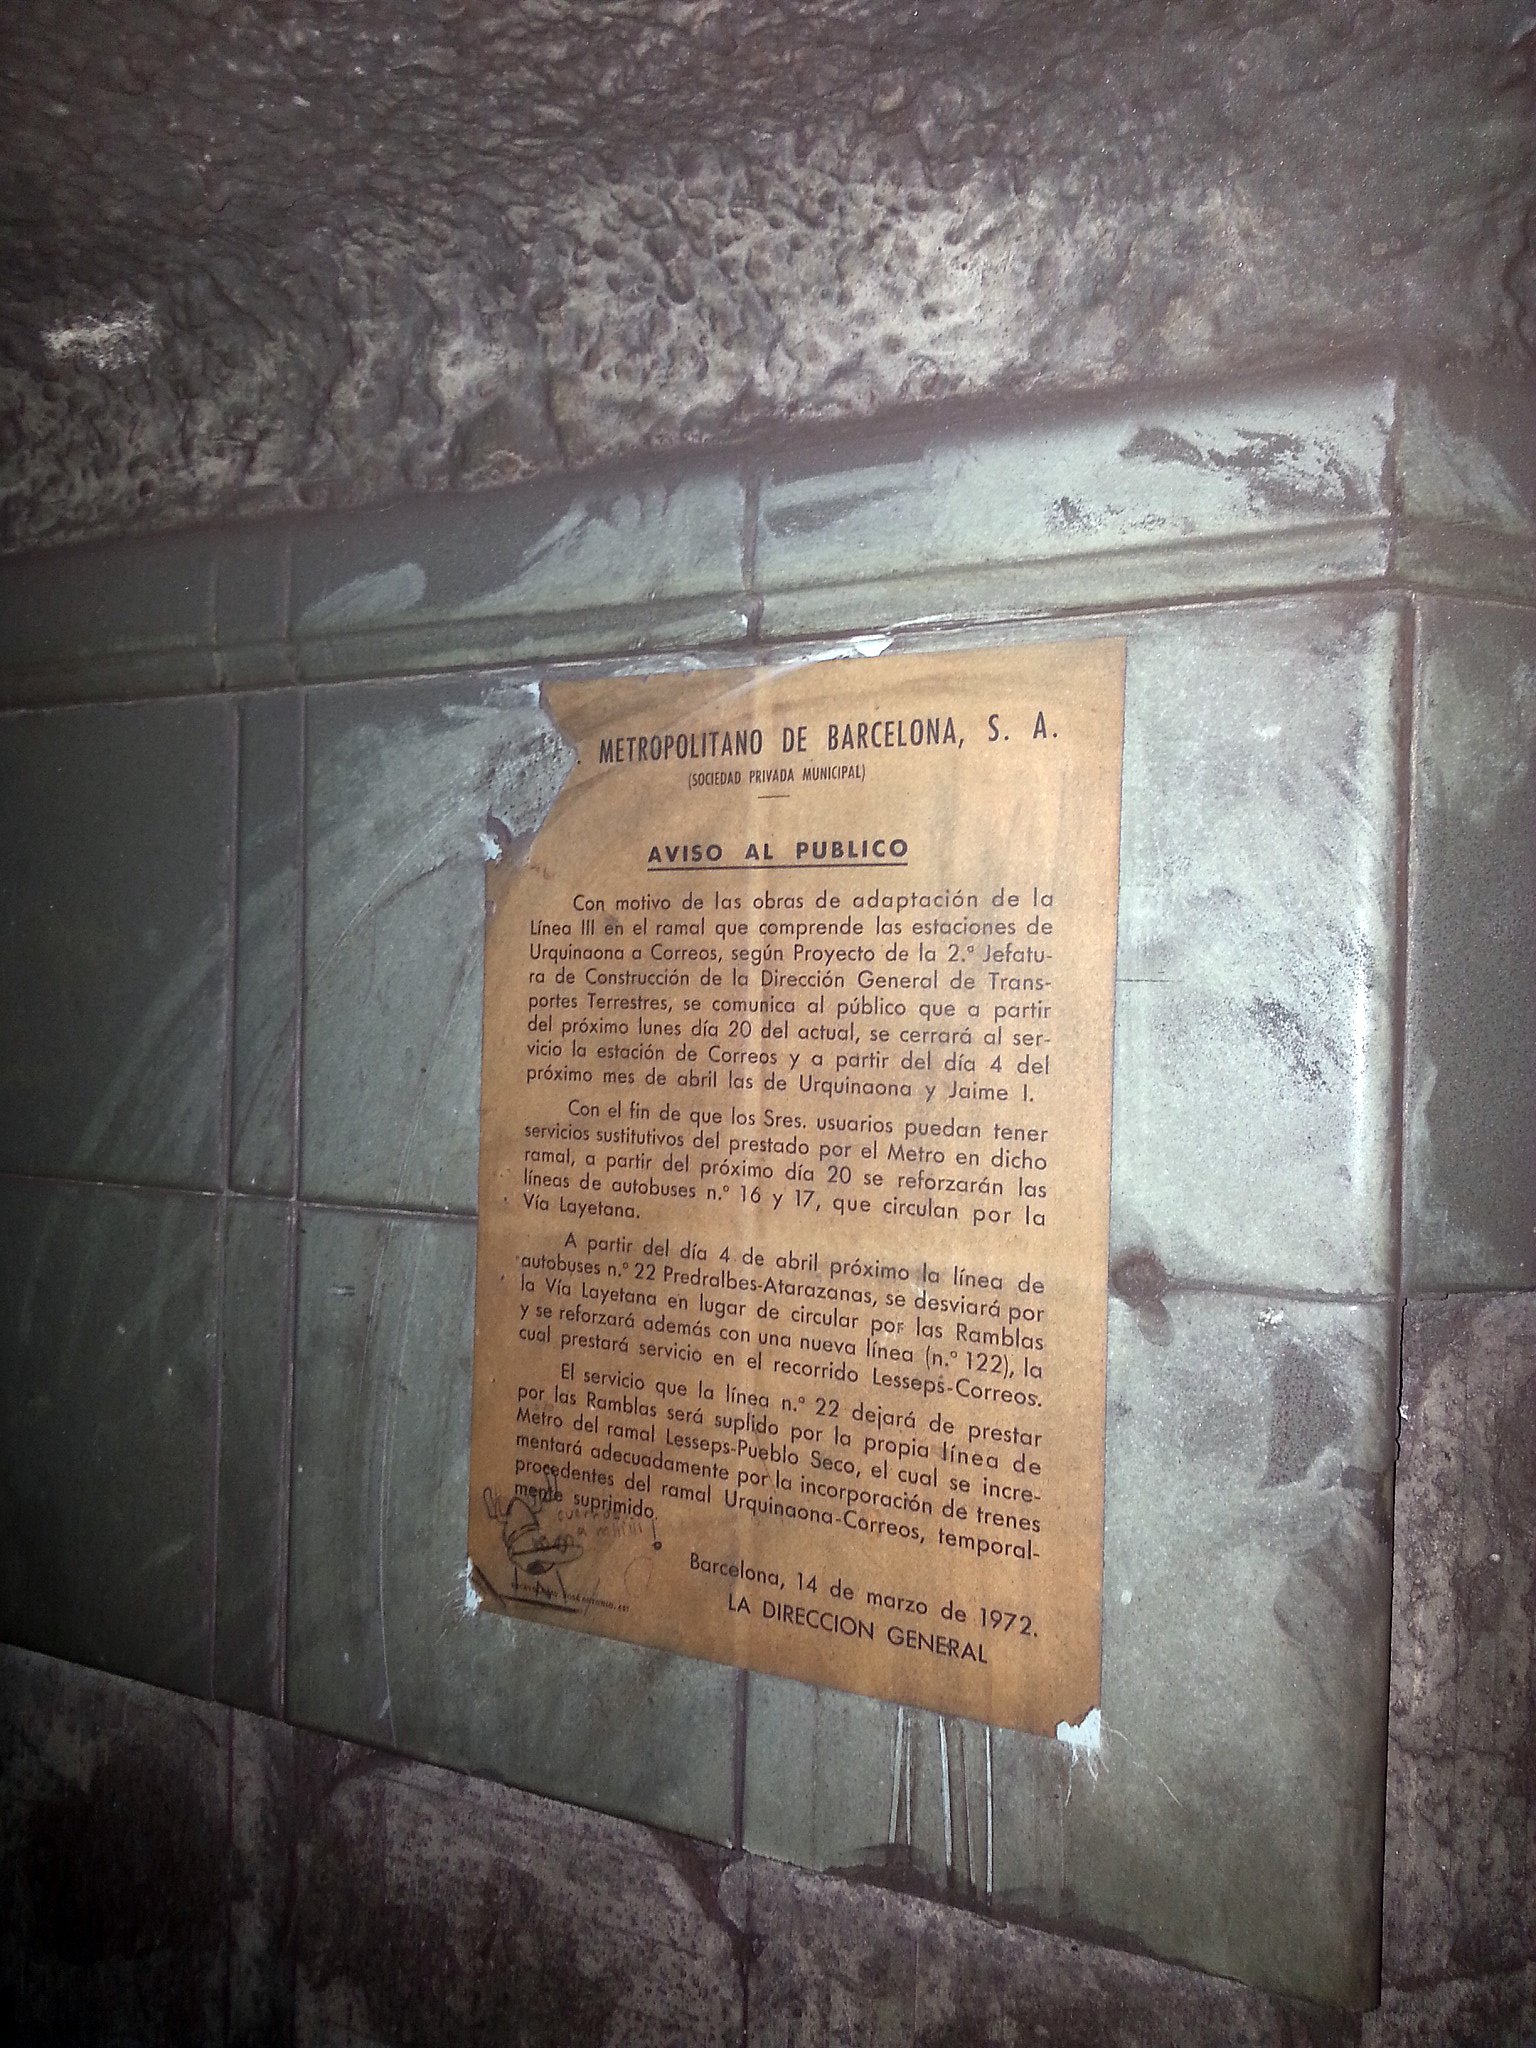 . METROPOLITANO DE BARCELONA, S. A.
(SOCIEDAD PRIVADA MUNICIPAL)
AVISO AL PUBLICO
Con motivo de las obras de adaptación de la
Línea III en el ramal que comprende las estaciones de
Urquinaona a Correos, según Proyecto de la 2.ª Jefatu-
ra de Construcción de la Dirección General de Trans-
portes Terrestres, se comunica al público que a partir
del próximo lunes día 20 del actual, se cerrará al ser-
vicio la estación de Correos y a partir del día 4 del
próximo mes de abril las de Urquinaona y Jaime I.
Con el fin de que los Sres. usuarios puedan tener
servicios sustitutivos del prestado por el Metro en dicho
ramal, a partir del próximo día 20 se reforzarán las
líneas de autobuses n.º 16 y 17, que circulan por la
Vía Layetana.
A partir del día 4 de abril próximo la línea de
autobuses n.º 22 Predralbes-Atarazanas, se desviará por
la Vía Layetana en lugar de circular por las Ramblas
y se reforzará además con una nueva línea (n.º 122), la
cual prestará servicio en el recorrido Lesseps-Correos.
El servicio que la línea n.º 22 dejará de prestar
por las Ramblas será suplido por la propia línea de
Metro del ramal Lesseps-Pueblo Seco, el cual se incre-
mentará adecuadamente por la incorporación de trenes
procedentes del ramal Urquinaona-Correos, temporal-
mente suprimido.
Barcelona, 14 de marzo de 1972.
LA DIRECCION GENERAL